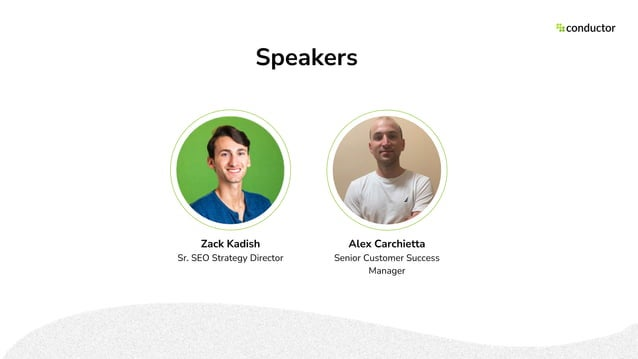 conductor
Speakers
Zack Kadish
Sr. SEO Strategy Director
Alex Carchietta
Senior Customer Success
Manager